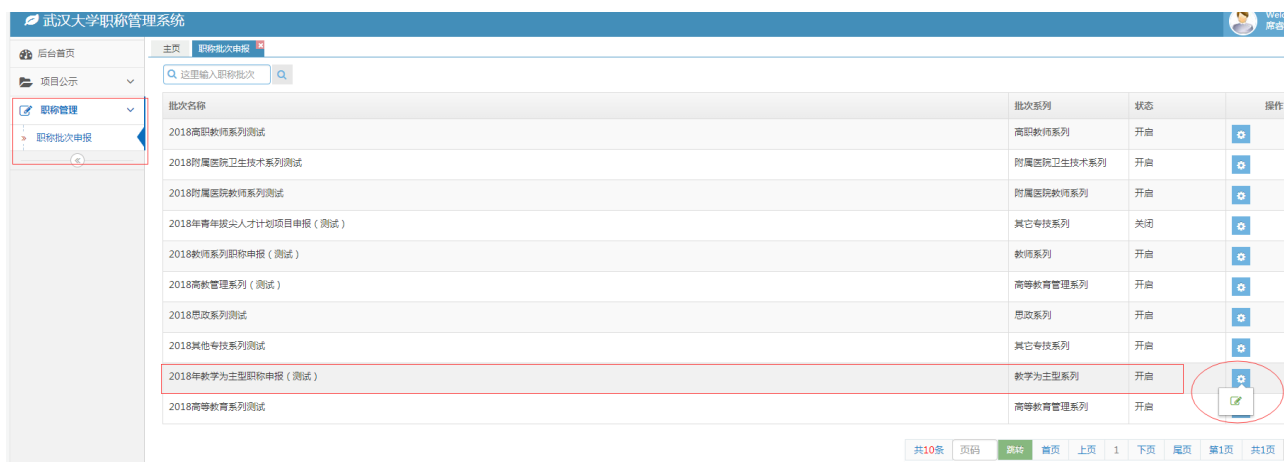 武汉大学职称管理系统
Welc
席睿
后台首页
主页 职称批次申报
项目公示
这里输入职称批次
职称管理
职称批次申报
批次名称 批次系列 状态 操作
2018高职教师系列测试 高职教师系列 开启
2018附属医院卫生技术系列测试 附属医院卫生技术系列 开启
2018附属医院教师系列测试 附属医院教师系列 开启
2018年青年拔尖人才计划项目申报（测试） 其它专技系列 关闭
2018教师系列职称申报（测试） 教师系列 开启
2018高教管理系列（测试） 高等教育管理系列 开启
2018思政系列测试 思政系列 开启
2018其他专技系列测试 其它专技系列 开启
2018年教学为主型职称申报（测试） 教学为主型系列 开启
2018高等教育系列测试 高等教育管理系列 开启
共10条 页码 跳转 首页 上页 1 下页 尾页 第1页 共1页